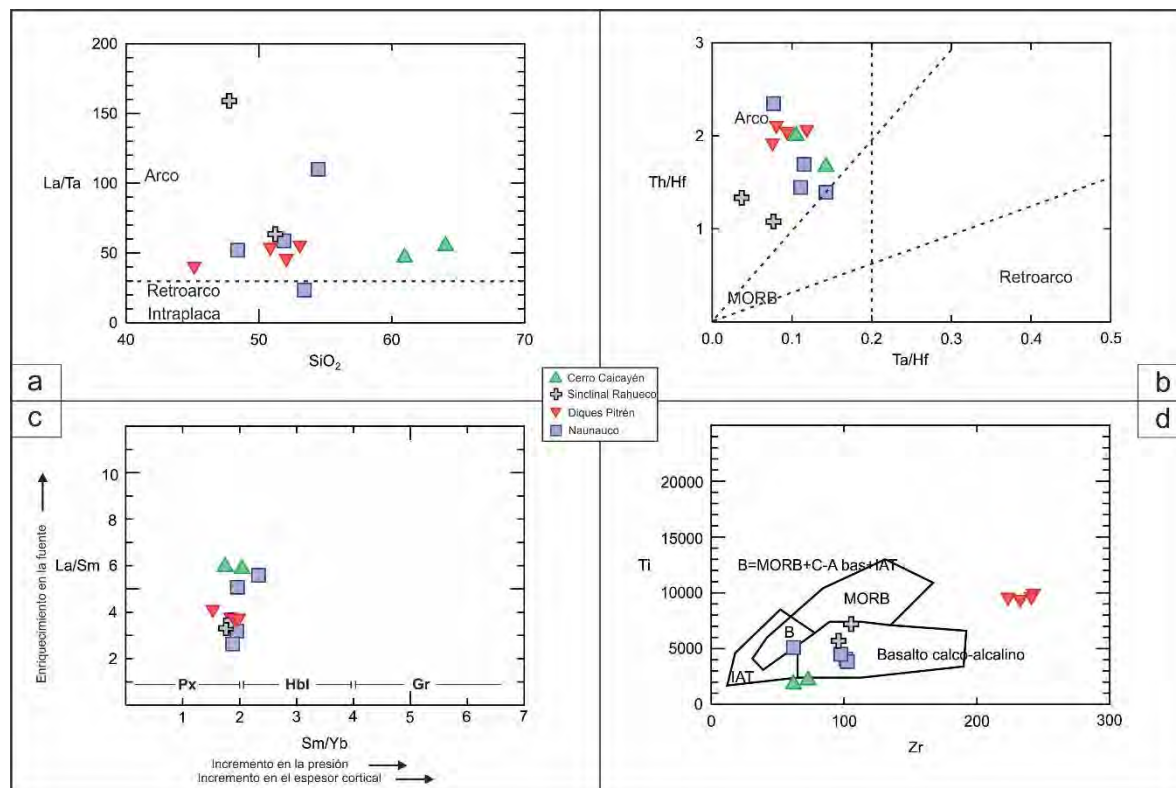 200
150
Arco
La/Ta
100
50
Retroarco
Intraplaca
0
40
50
60
70
SiO2
a
3
Arco
2
Th/Hf
1
Retroarco
MORB
0
0.0
0.1
0.2
0.3
0.4
0.5
Ta/Hf
b
Cerro Caicayén
Sinclinal Rahueco
Diques Pitrén
Naunauco
c
10
8
La/Sm
6
4
2
Enriquecimiento en la fuente
Px
Hbl
Gr
1
2
3
4
5
6
7
Sm/Yb
Incremento en la presión
Incremento en el espesor cortical
d
20000
15000
B=MORB+C-A bas+IAT
Ti
10000
MORB
B
5000
Basalto calco-alcalino
IAT
0
0
100
200
300
Zr